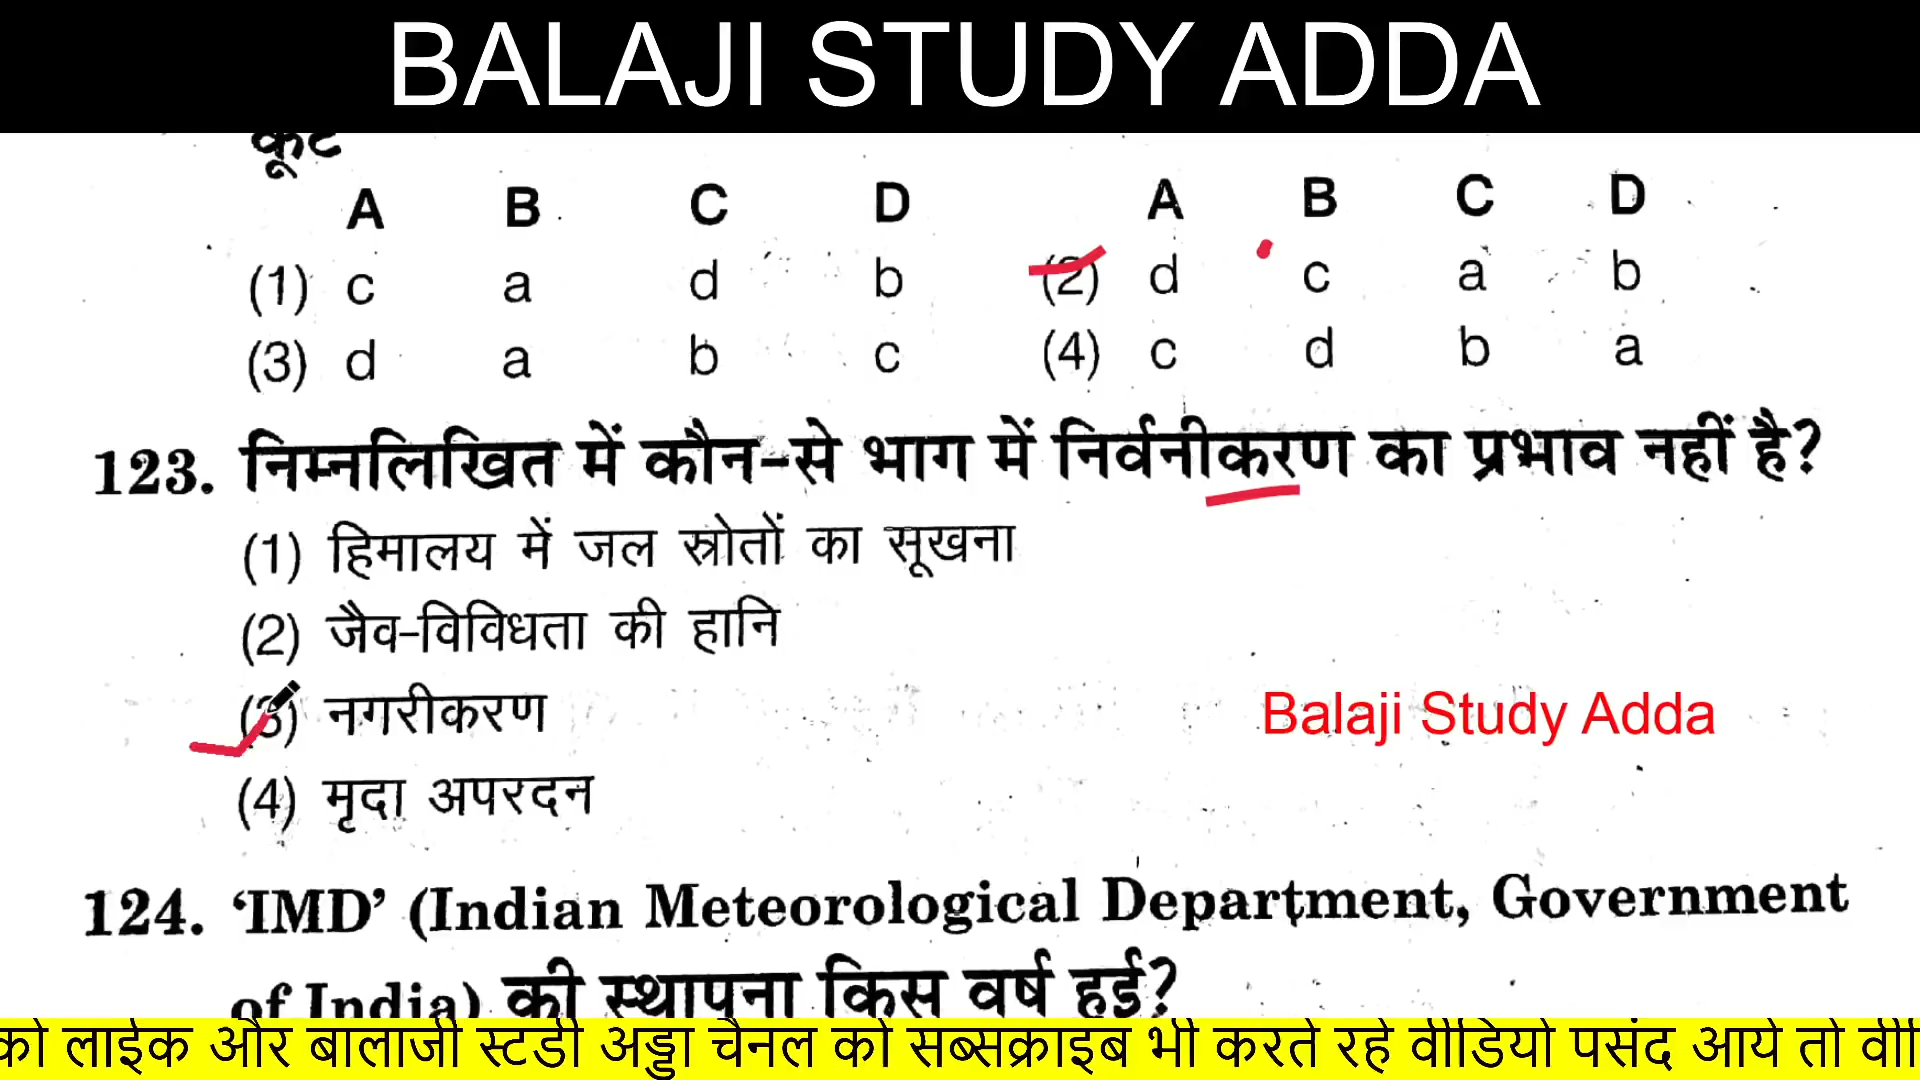 BALAJI STUDY ADDA
कूट
A B C D A B C D
(1) c a d b (2) d c a b
(3) d a b c (4) c d b a
123. निम्नलिखित में कौन-से भाग में निर्वनीकरण का प्रभाव नहीं है?
(1) हिमालय में जल स्रोतों का सूखना
(2) जैव-विविधता की हानि
(3) नगरीकरण
Balaji Study Adda
(4) मृदा अपरदन
124. ‘IMD’ (Indian Meteorological Department, Government
of India) की स्थापना किस वर्ष हुई?
को लाईक और बालाजी स्टडी अड्डा चैनल को सब्सक्राइब भी करते रहे वीडियो पसंद आये तो वीि